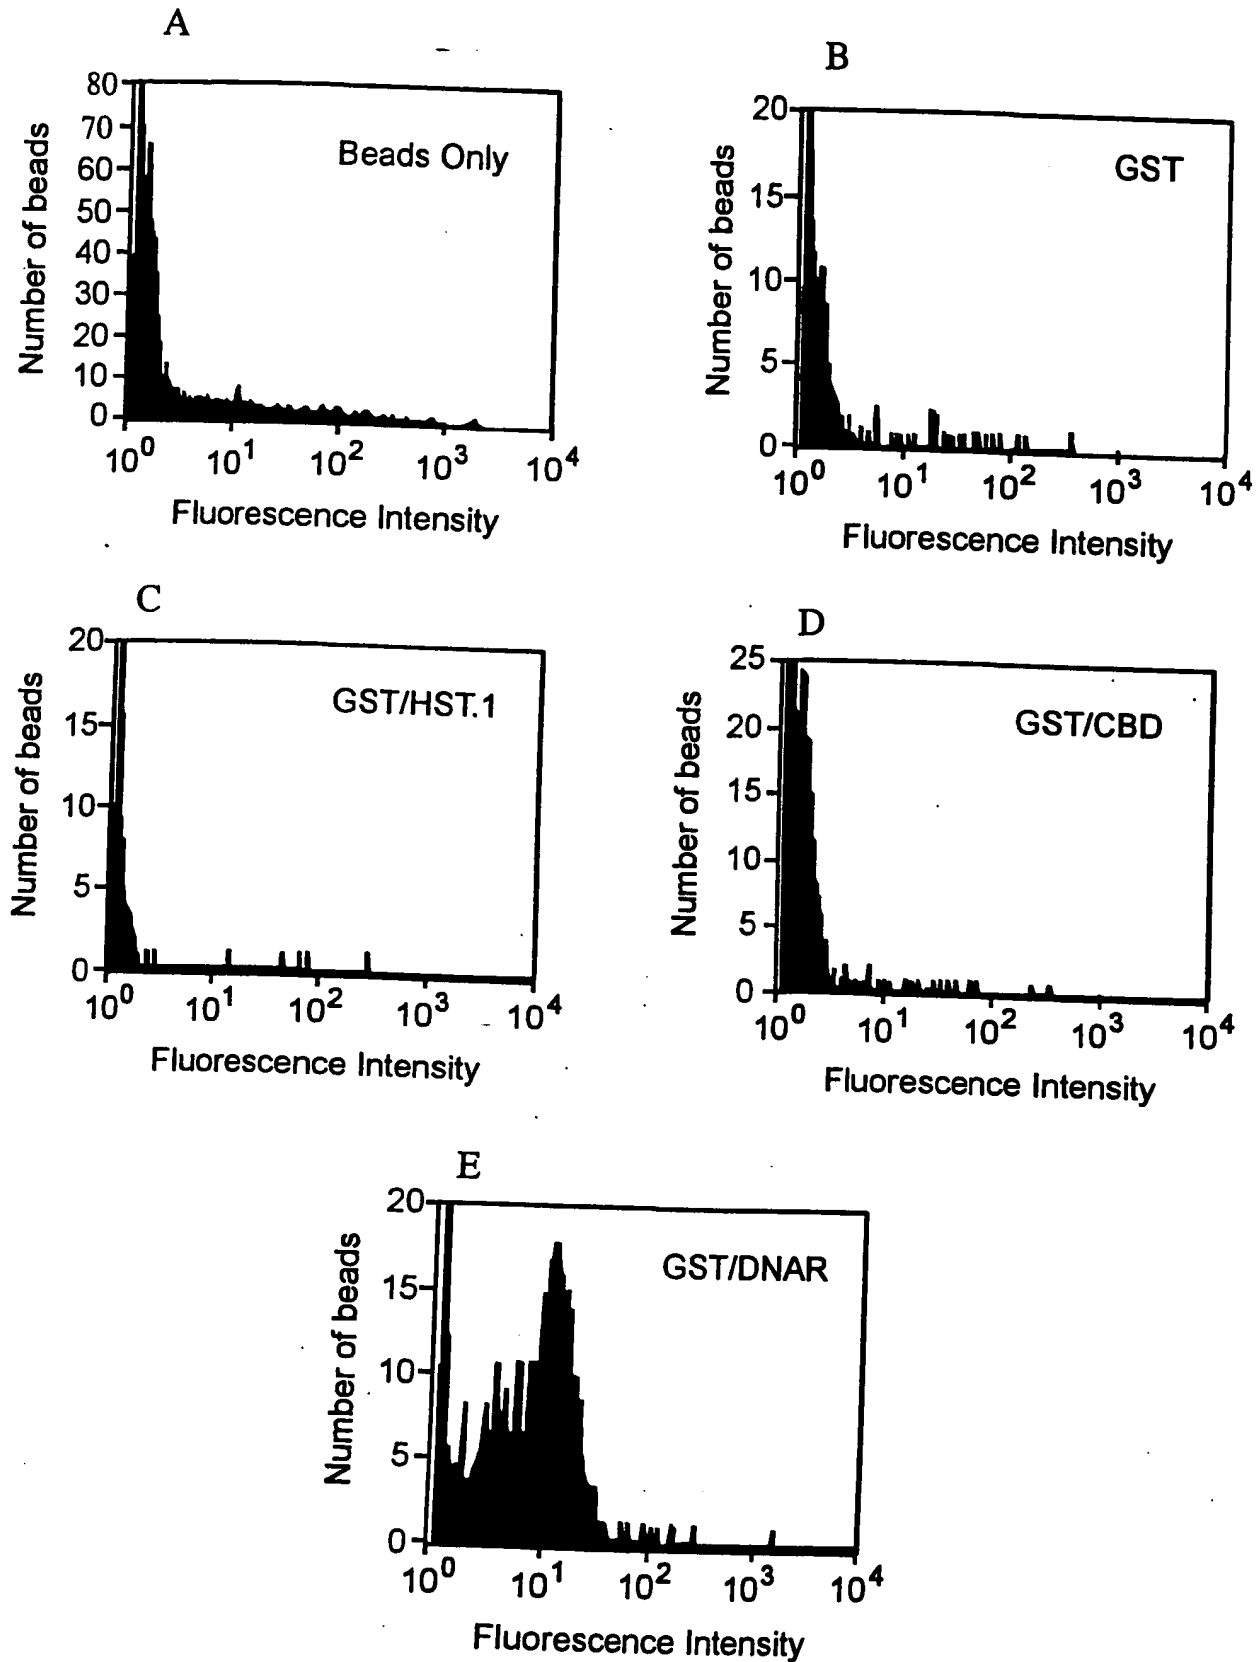 A
80
70
60
50
40
30
20
10
0
Number of beads
Beads Only
10^0 10^1 10^2 10^3 10^4
Fluorescence Intensity
B
20
15
10
5
0
Number of beads
GST
10^0 10^1 10^2 10^3 10^4
Fluorescence Intensity
C
20
15
10
5
0
Number of beads
GST/HST.1
10^0 10^1 10^2 10^3 10^4
Fluorescence Intensity
D
25
20
15
10
5
0
Number of beads
GST/CBD
10^0 10^1 10^2 10^3 10^4
Fluorescence Intensity
E
20
15
10
5
0
Number of beads
GST/DNAR
10^0 10^1 10^2 10^3 10^4
Fluorescence Intensity